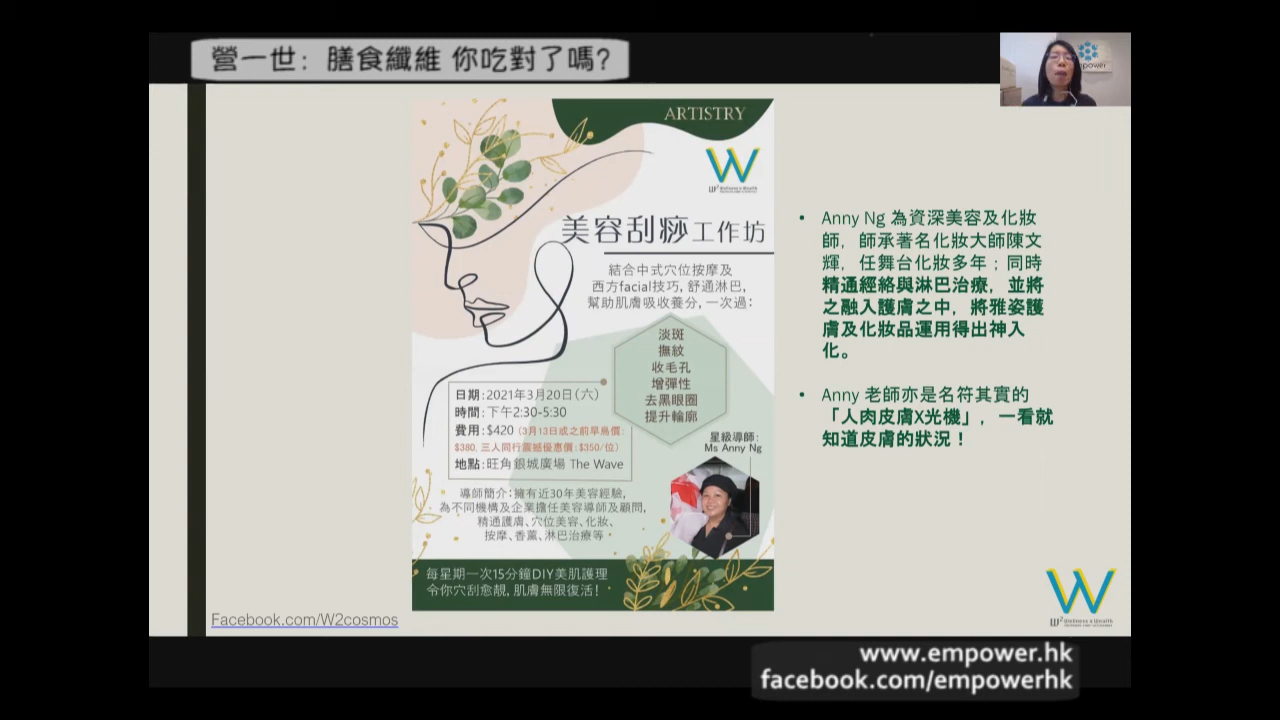 營一世：膳食纖維 你吃對了嗎?
empower
ARTISTRY
W
W² Wellness x Wealth
美容刮痧工作坊
結合中式穴位按摩及
西方facial技巧, 舒通淋巴,
幫助肌膚吸收養分, 一次過：
淡斑
撫紋
收毛孔
增彈性
去黑眼圈
提升輪廓
日期：2021年3月20日(六)
時間：下午2:30-5:30
費用：$420 (3月13日或之前早鳥價：
$380, 三人同行震撼優惠價：$350/位)
地點：旺角銀城廣場 The Wave
星級導師：
Ms Anny Ng
導師簡介：擁有近30年美容經驗,
為不同機構及企業擔任美容導師及顧問,
精通護膚、穴位美容、化妝、
按摩、香薰、淋巴治療等
每星期一次15分鐘DIY美肌護理
令你穴刮愈靚, 肌膚無限復活！
• Anny Ng 為資深美容及化妝
師，師承著名化妝大師陳文
輝，任舞台化妝多年；同時
精通經絡與淋巴治療，並將
之融入護膚之中，將雅姿護
膚及化妝品運用得出神入
化。
• Anny 老師亦是名符其實的
「人肉皮膚X光機」，一看就
知道皮膚的狀況！
Facebook.com/W2cosmos
W
W² Wellness x Wealth
www.empower.hk
facebook.com/empowerhk